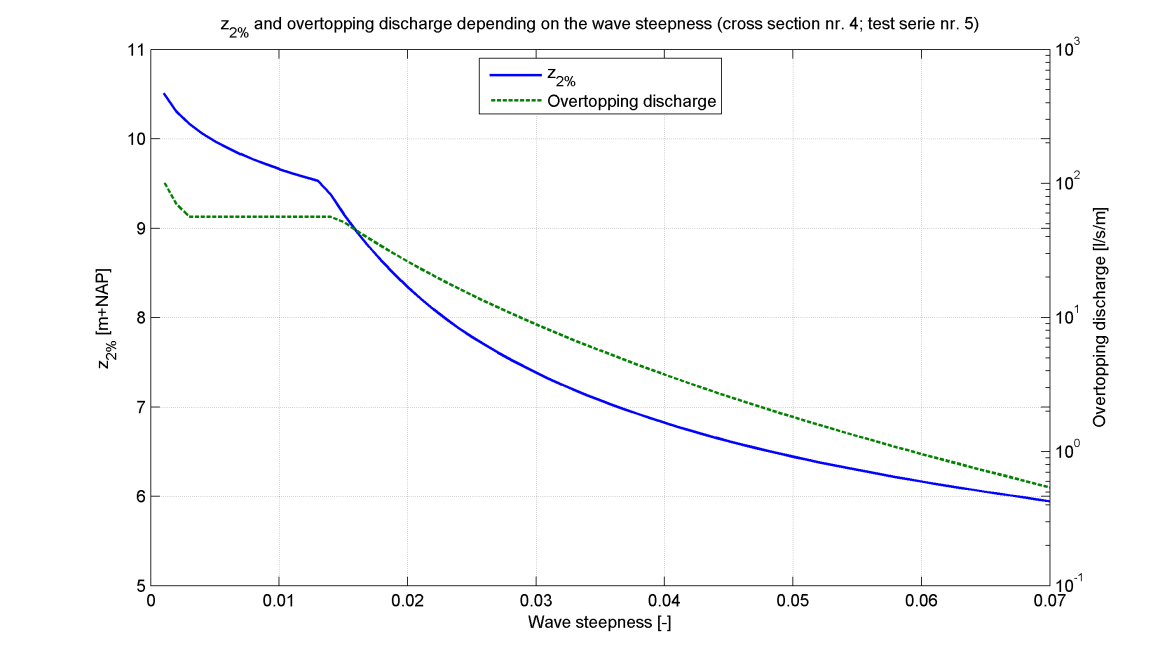 z2% and overtopping discharge depending on the wave steepness (cross section nr. 4; test serie nr. 5)
z2%
Overtopping discharge
11
10
9
8
7
6
5
z2% [m+NAP]
10^3
10^2
10^1
10^0
10^-1
Overtopping discharge [l/s/m]
0 0.01 0.02 0.03 0.04 0.05 0.06 0.07
Wave steepness [-]